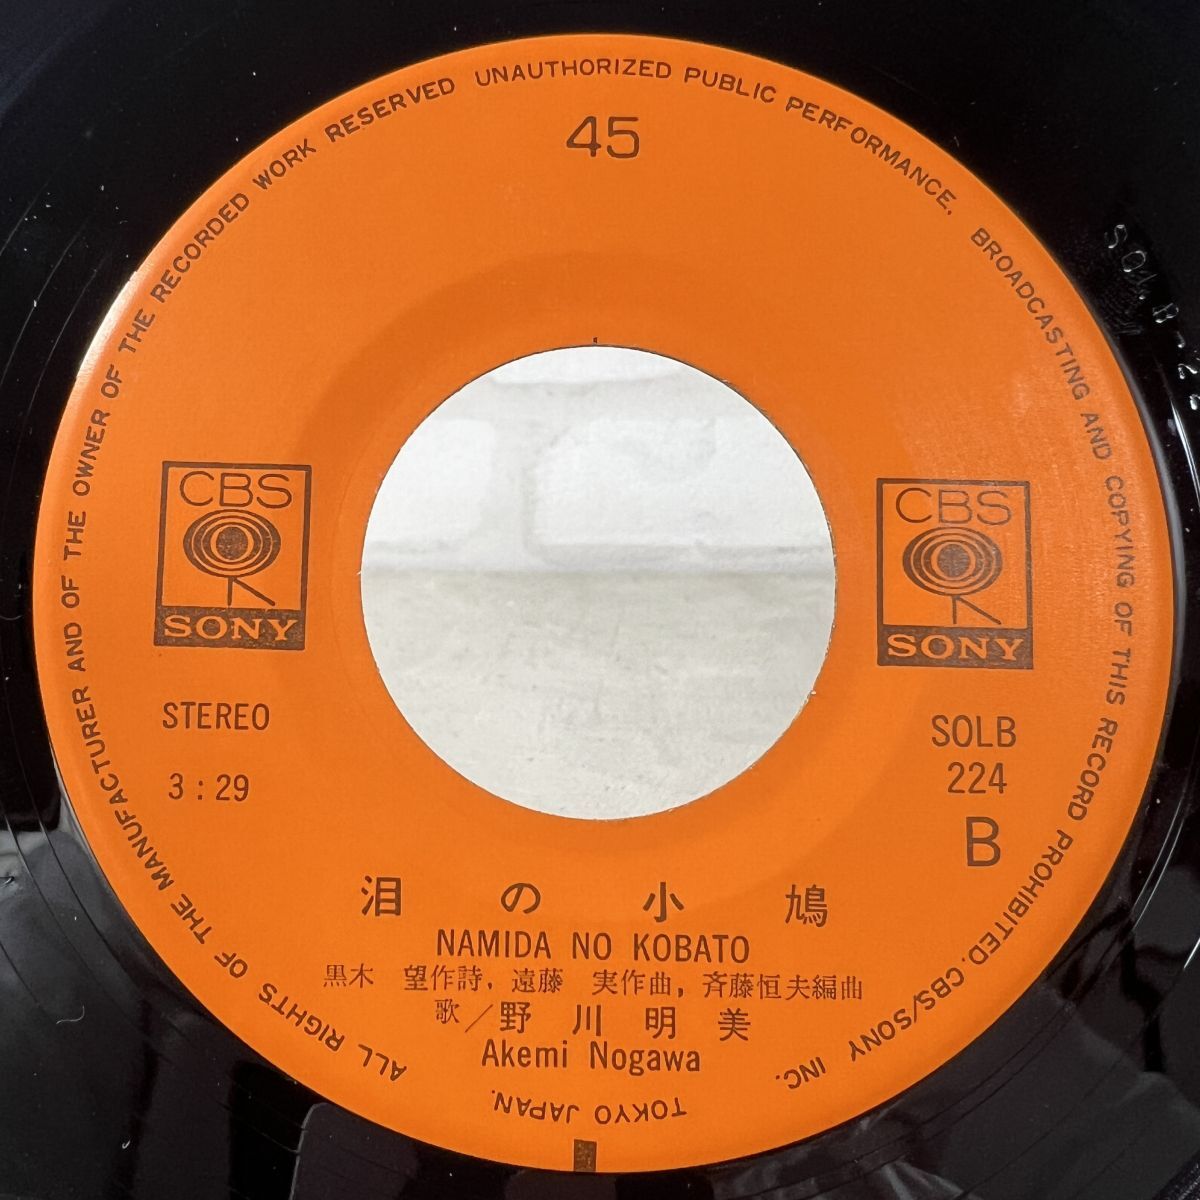 ALL RIGHTS OF THE MANUFACTURER AND OF THE OWNER OF THE RECORDED WORK RESERVED UNAUTHORIZED PUBLIC PERFORMANCE, BROADCASTING AND COPYING OF THIS RECORD PROHIBITED. CBS/SONY INC.
TOKYO JAPAN.
45
CBS
SONY
CBS
SONY
STEREO
3:29
SOLB
224
B
泪の小鳩
NAMIDA NO KOBATO
黒木 望作詩, 遠藤 実作曲, 斉藤恒夫編曲
歌／野川明美
Akemi Nogawa